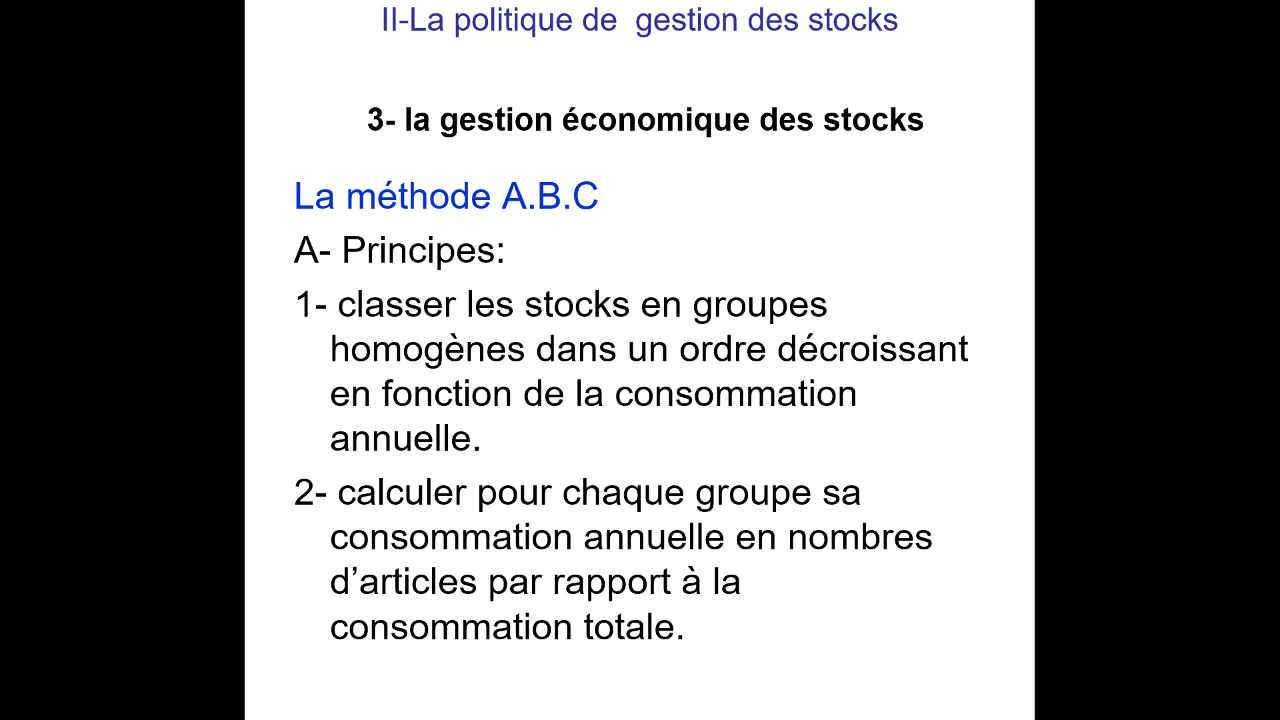 II-La politique de  gestion des stocks
3- la gestion économique des stocks
La méthode A.B.C
A- Principes:
1- classer les stocks en groupes
homogènes dans un ordre décroissant
en fonction de la consommation
annuelle.
2- calculer pour chaque groupe sa
consommation annuelle en nombres
d’articles par rapport à la
consommation totale.